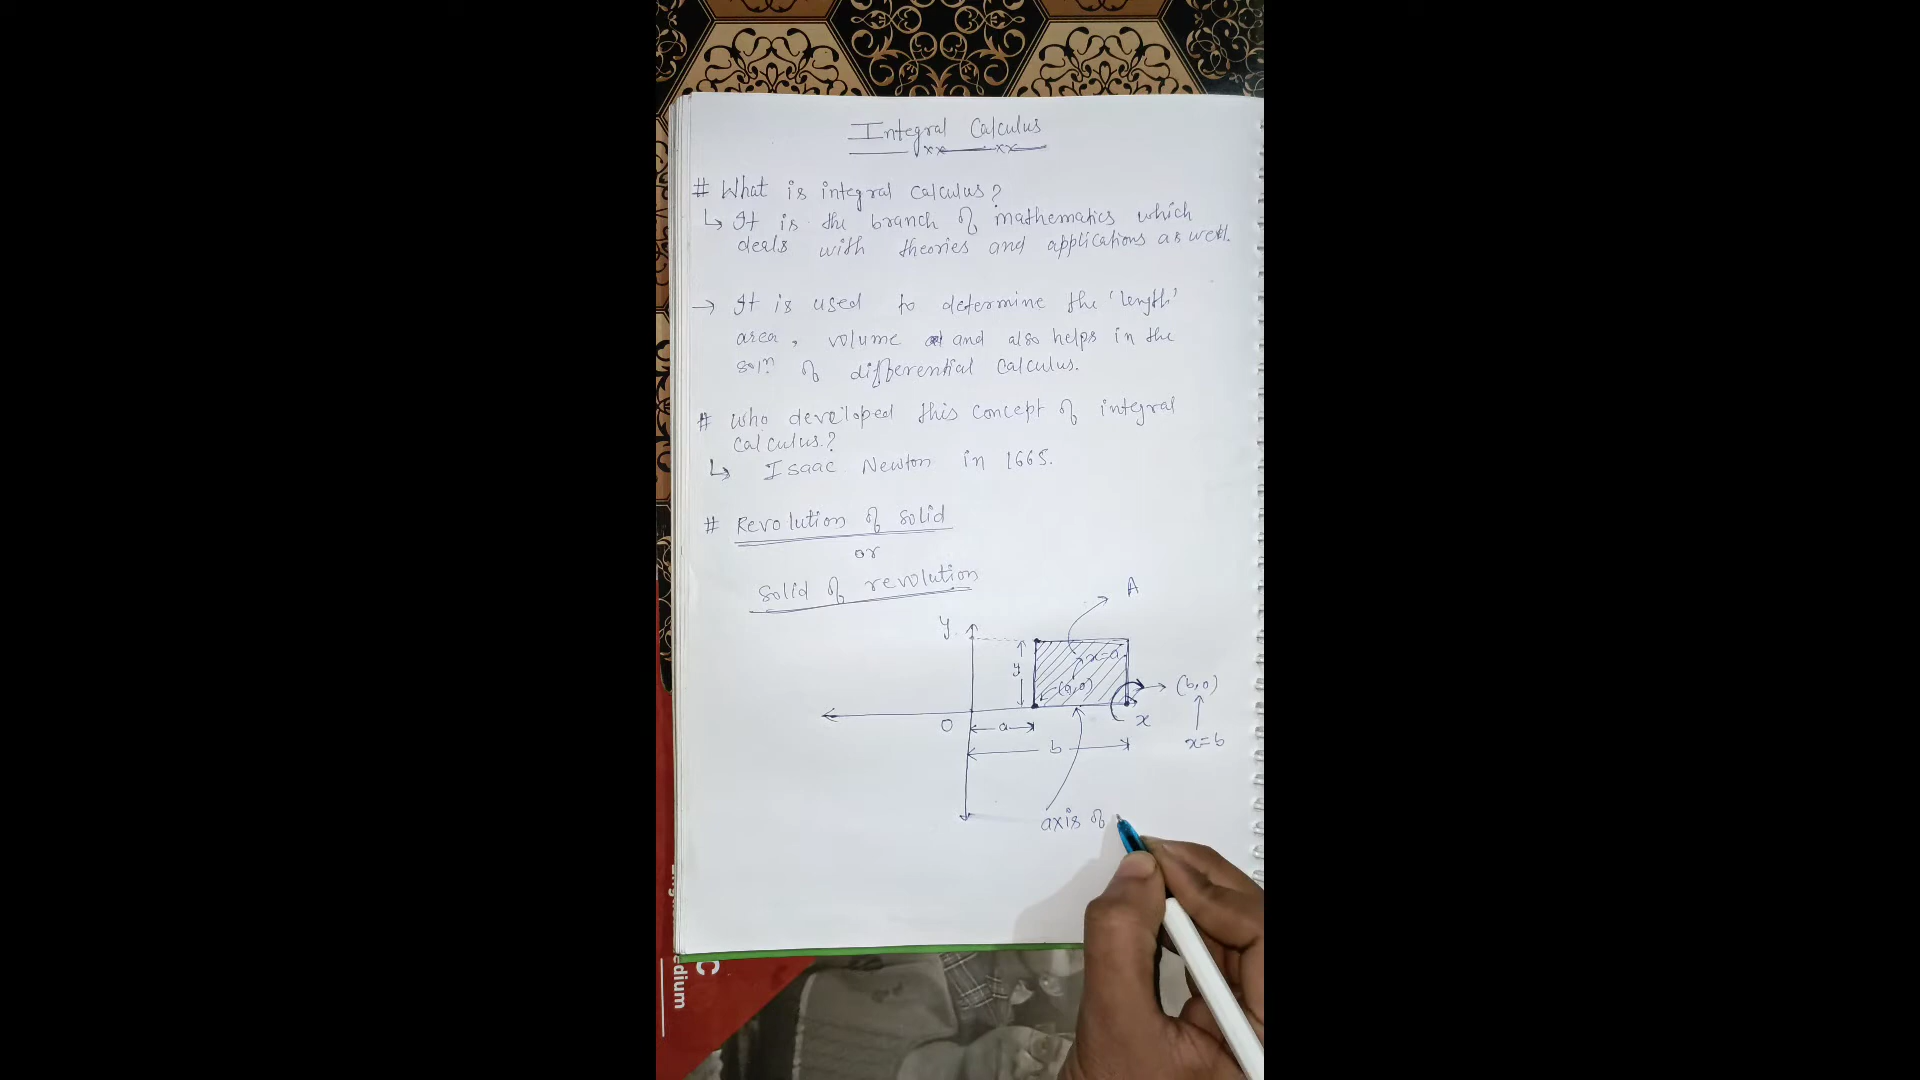 Integral Calculus
# What is integral calculus?
↳ It is the branch of mathematics which
deals with theories and applications as well.
→ It is used to determine the 'length'
area, volume and also helps in the
solⁿ of differential calculus.
# Who developed this concept of integral
calculus.?
↳ Isaac Newton in 1665.
# Revolution of solid
or
Solid of revolution
A
y
y
x=a
(a,0)
(b,0)
O
a
x
b
x=b
axis of
C
edium